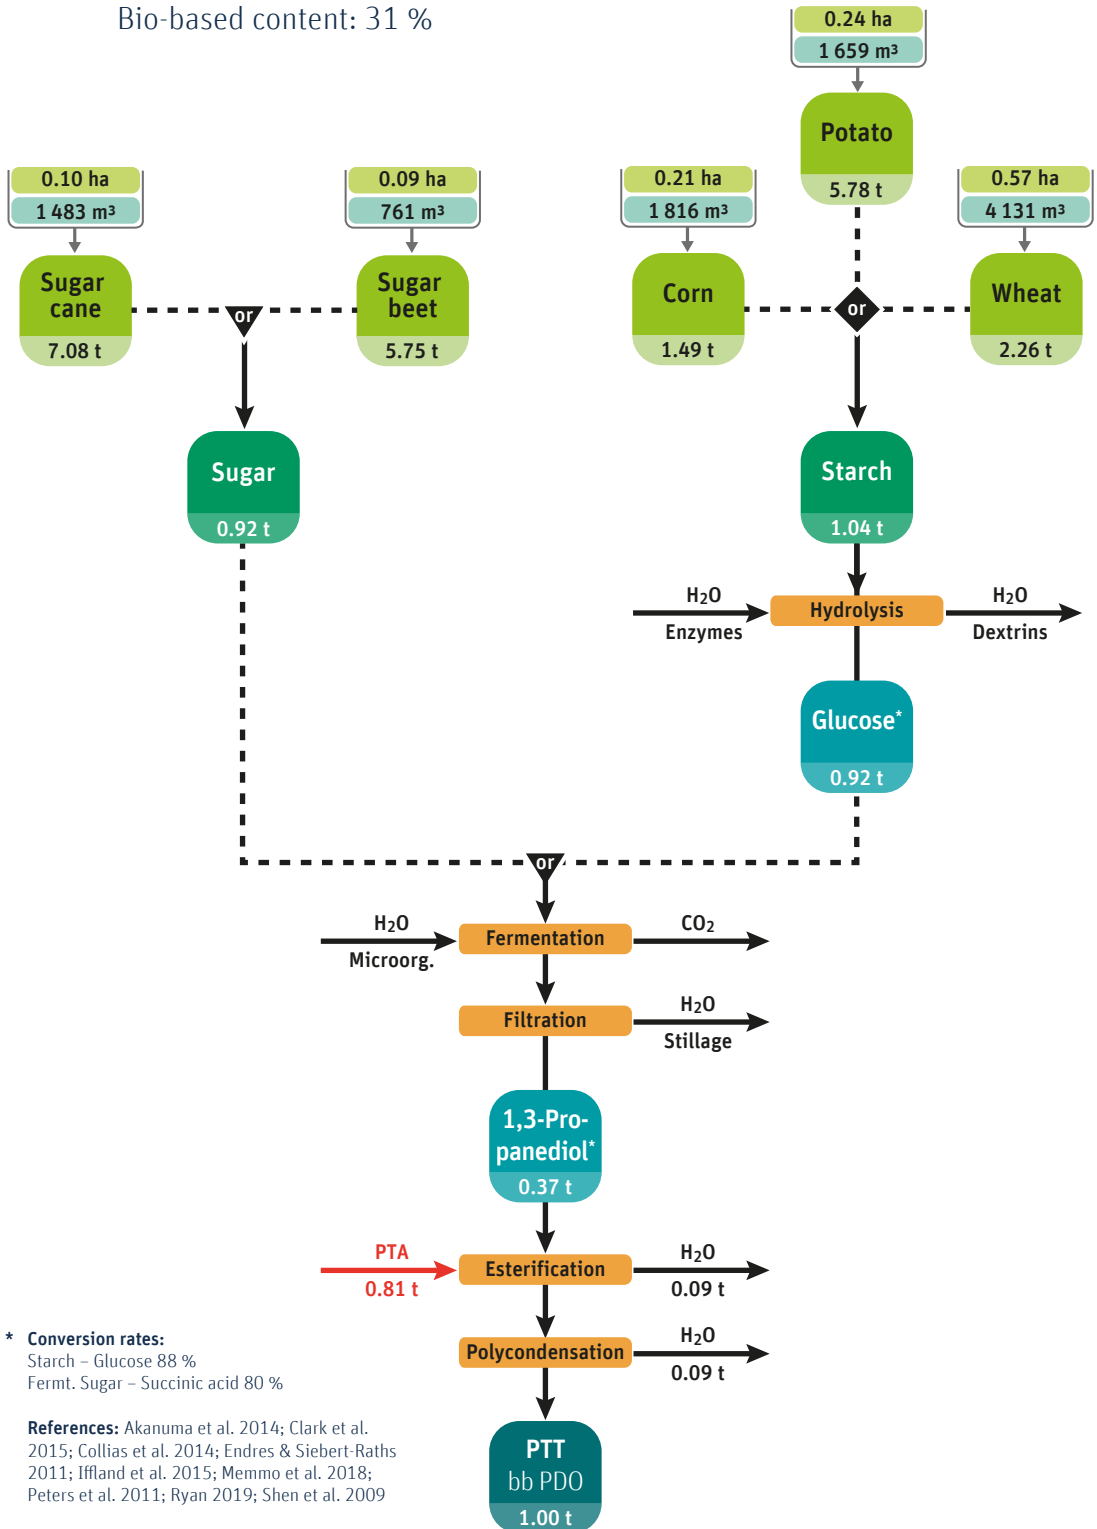 Bio-based content: 31 %
0.24 ha
1 659 m³
Potato
5.78 t
0.10 ha
1 483 m³
Sugar
cane
7.08 t
0.09 ha
761 m³
Sugar
beet
5.75 t
0.21 ha
1 816 m³
Corn
1.49 t
0.57 ha
4 131 m³
Wheat
2.26 t
or
or
Sugar
0.92 t
Starch
1.04 t
H₂O
Enzymes
Hydrolysis
H₂O
Dextrins
Glucose*
0.92 t
or
H₂O
Microorg.
Fermentation
CO₂
Filtration
H₂O
Stillage
1,3-Pro-
panediol*
0.37 t
PTA
0.81 t
Esterification
H₂O
0.09 t
Polycondensation
H₂O
0.09 t
PTT
bb PDO
1.00 t
* Conversion rates:
Starch – Glucose 88 %
Fermt. Sugar – Succinic acid 80 %
References: Akanuma et al. 2014; Clark et al.
2015; Collias et al. 2014; Endres & Siebert-Raths
2011; Iffland et al. 2015; Memmo et al. 2018;
Peters et al. 2011; Ryan 2019; Shen et al. 2009